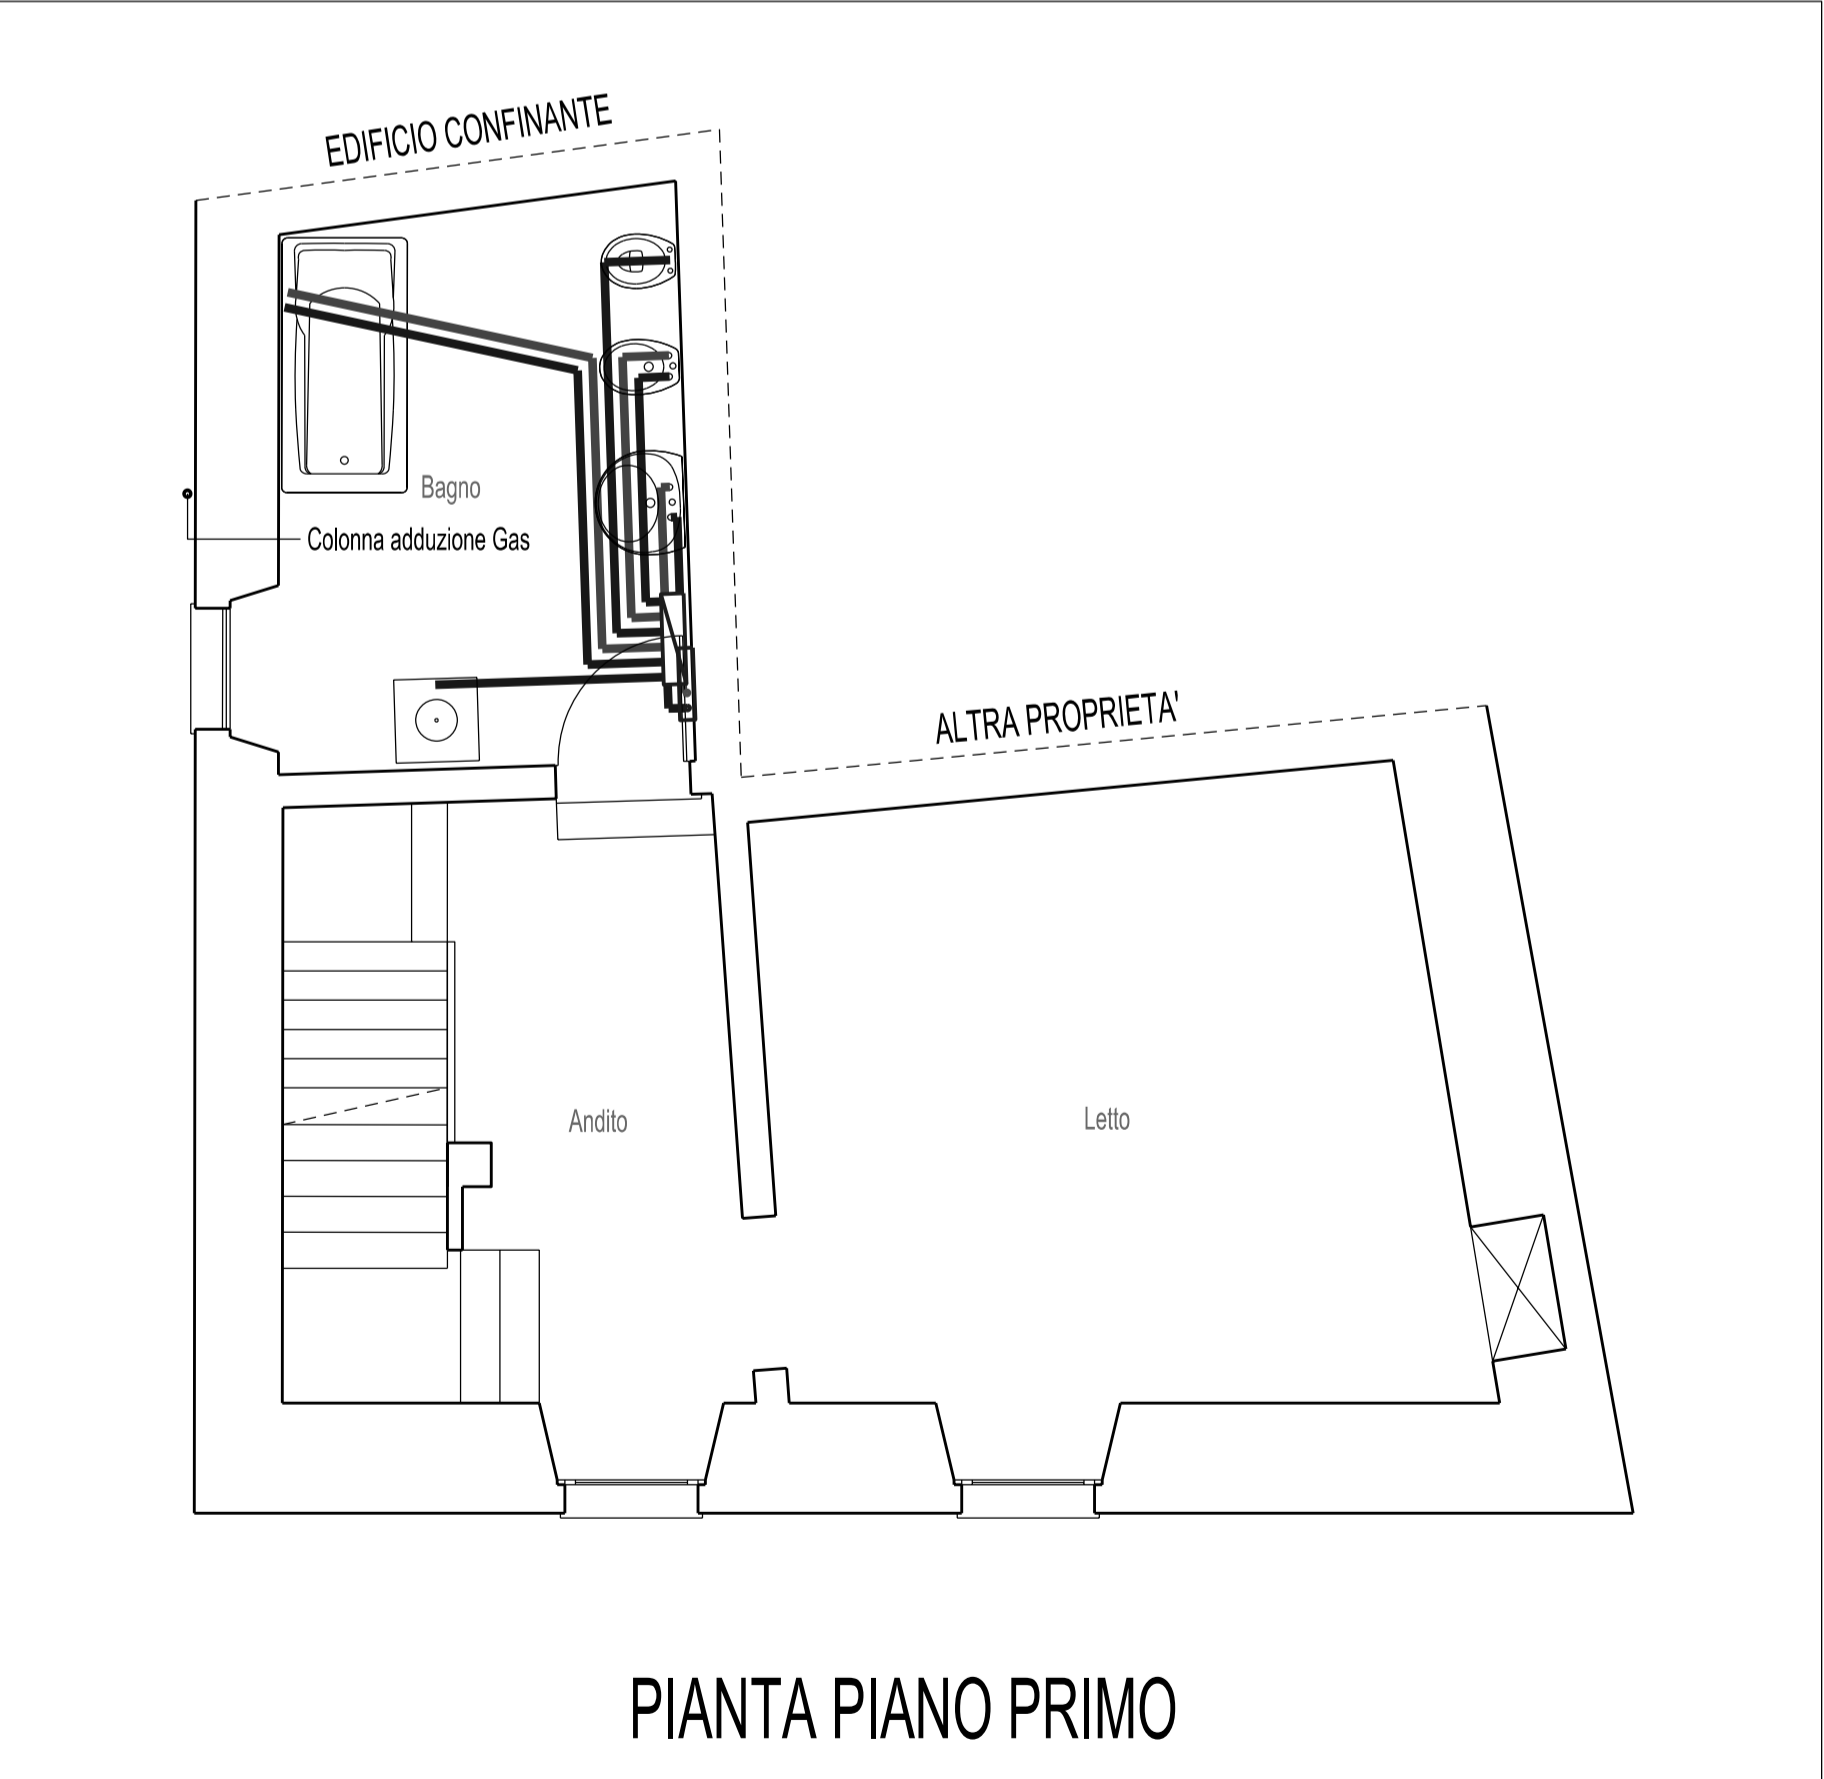 EDIFICIO CONFINANTE
Bagno
Colonna adduzione Gas
ALTRA PROPRIETA'
Andito
Letto
PIANTA PIANO PRIMO